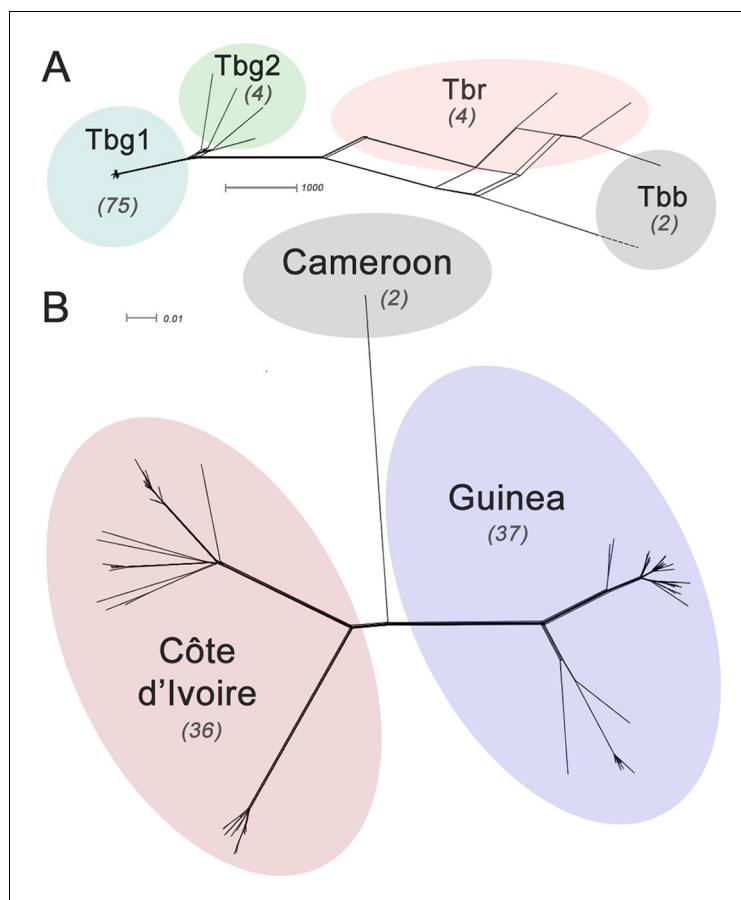 A
Tbg1
(75)
Tbg2
(4)
Tbr
(4)
1000
Tbb
(2)
B
0.01
Cameroon
(2)
Guinea
(37)
Côte
d'Ivoire
(36)